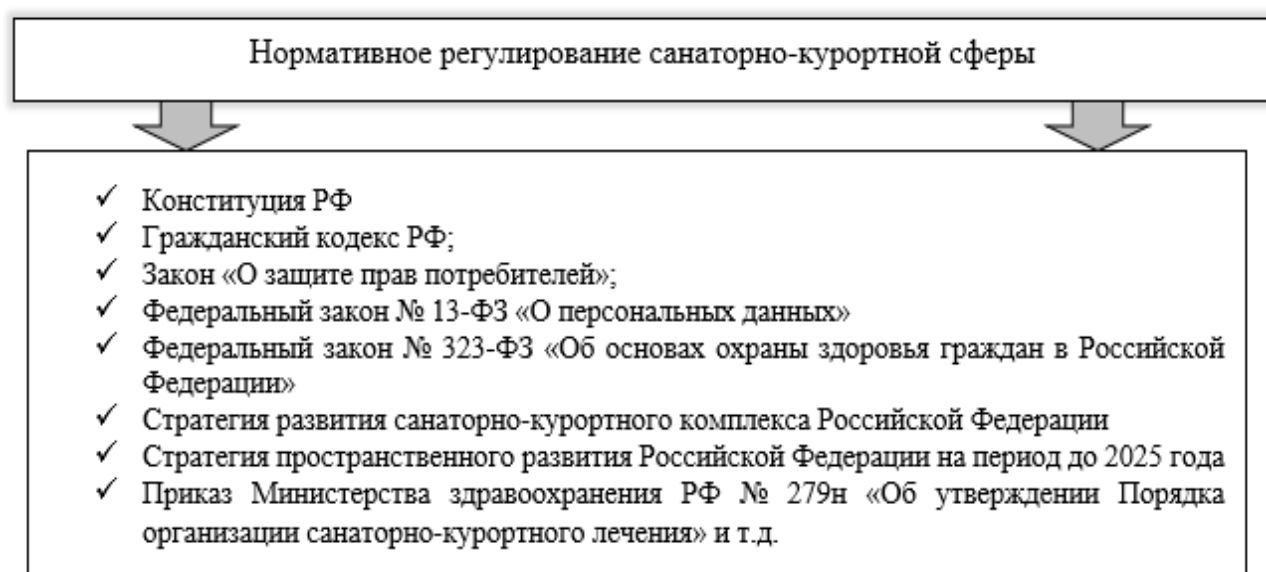 Нормативное регулирование санаторно-курортной сферы
✓ Конституция РФ
✓ Гражданский кодекс РФ;
✓ Закон «О защите прав потребителей»;
✓ Федеральный закон № 13-ФЗ «О персональных данных»
✓ Федеральный закон № 323-ФЗ «Об основах охраны здоровья граждан в Российской
Федерации»
✓ Стратегия развития санаторно-курортного комплекса Российской Федерации
✓ Стратегия пространственного развития Российской Федерации на период до 2025 года
✓ Приказ Министерства здравоохранения РФ № 279н «Об утверждении Порядка
организации санаторно-курортного лечения» и т.д.